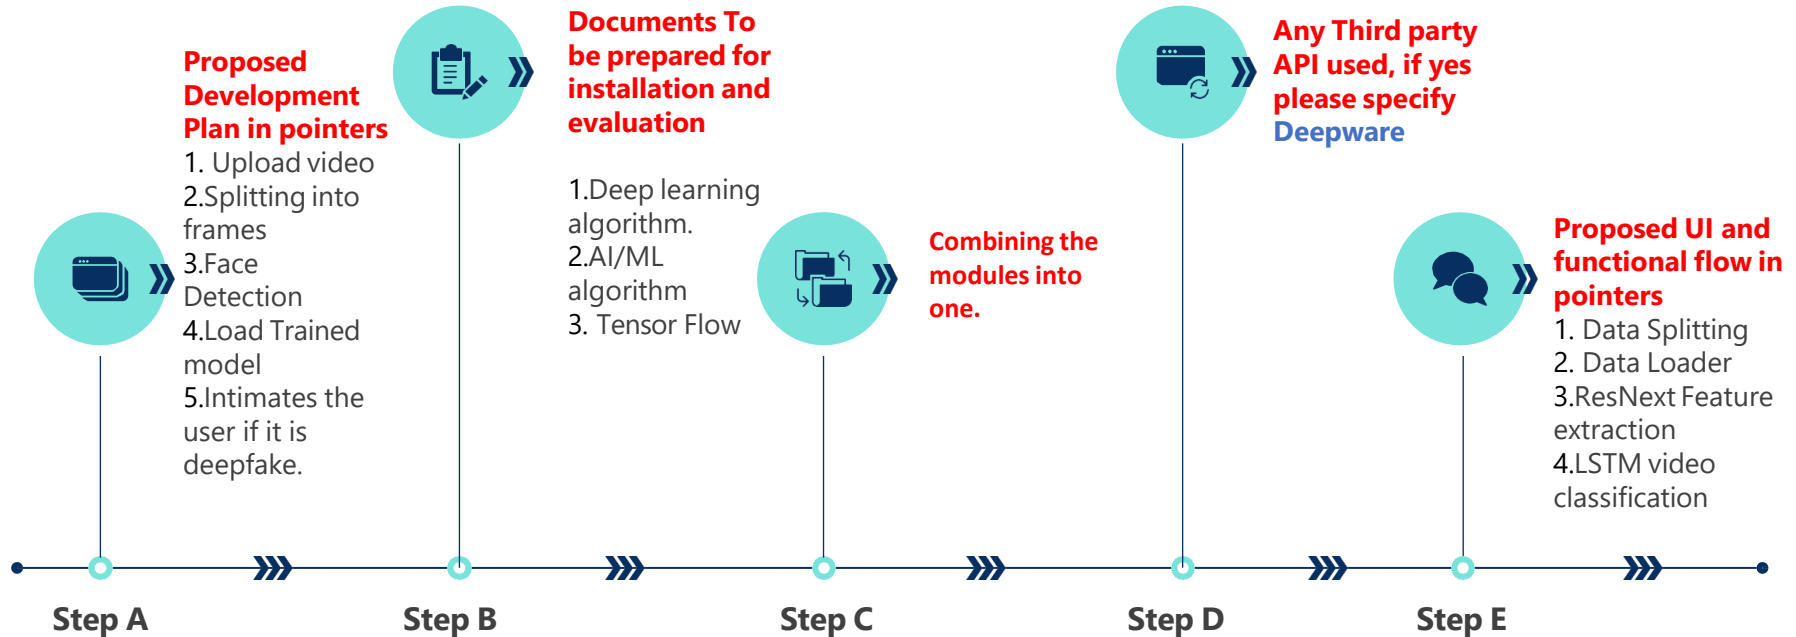 Proposed
Development
Plan in pointers
1. Upload video
2.Splitting into
frames
3.Face
Detection
4.Load Trained
model
5.Intimates the
user if it is
deepfake.
Documents To
be prepared for
installation and
evaluation
1.Deep learning
algorithm.
2.AI/ML
algorithm
3. Tensor Flow
Combining the
modules into
one.
Any Third party
API used, if yes
please specify
Deepware
Proposed UI and
functional flow in
pointers
1. Data Splitting
2. Data Loader
3.ResNext Feature
extraction
4.LSTM video
classification
Step A
Step B
Step C
Step D
Step E